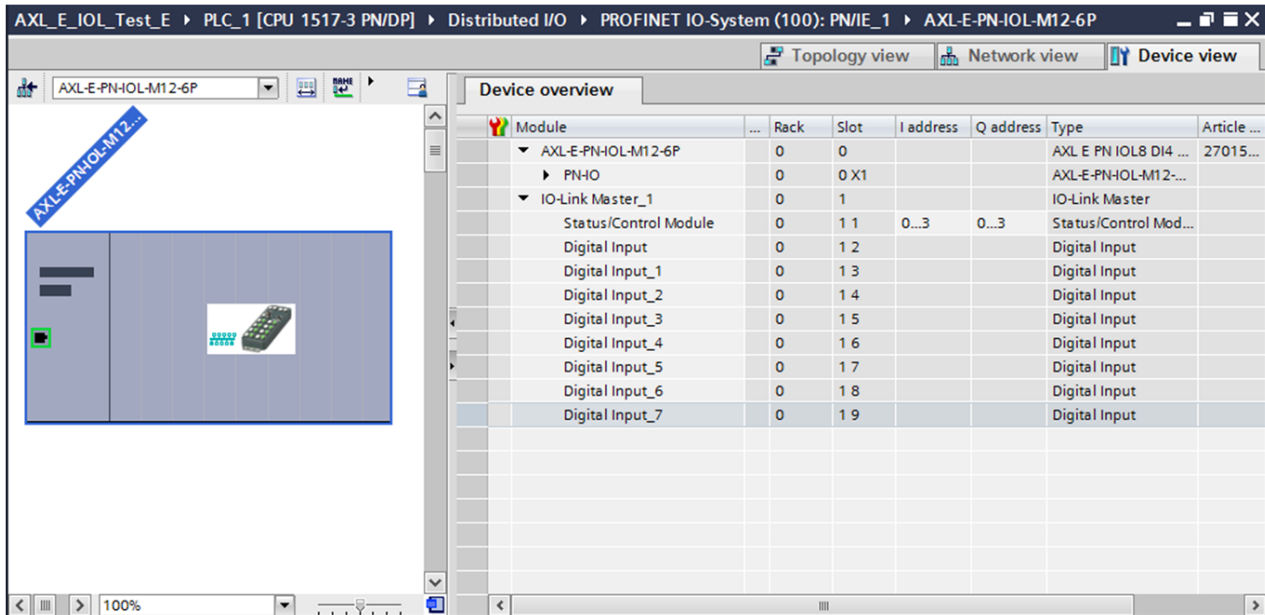 AXL_E_IOL_Test_E ▸ PLC_1 [CPU 1517-3 PN/DP] ▸ Distributed I/O ▸ PROFINET IO-System (100): PN/IE_1 ▸ AXL-E-PN-IOL-M12-6P
Topology view Network view Device view
AXL-E-PN-IOL-M12-6P
NAME
Device overview
AXL-E-PN-IOL-M12...
Module ... Rack Slot I address Q address Type Article ...
AXL-E-PN-IOL-M12-6P 0 0 AXL E PN IOL8 DI4 ... 27015...
PN-IO 0 0 X1 AXL-E-PN-IOL-M12-...
IO-Link Master_1 0 1 IO-Link Master
Status/Control Module 0 1 1 0...3 0...3 Status/Control Mod...
Digital Input 0 1 2 Digital Input
Digital Input_1 0 1 3 Digital Input
Digital Input_2 0 1 4 Digital Input
Digital Input_3 0 1 5 Digital Input
Digital Input_4 0 1 6 Digital Input
Digital Input_5 0 1 7 Digital Input
Digital Input_6 0 1 8 Digital Input
Digital Input_7 0 1 9 Digital Input
100%